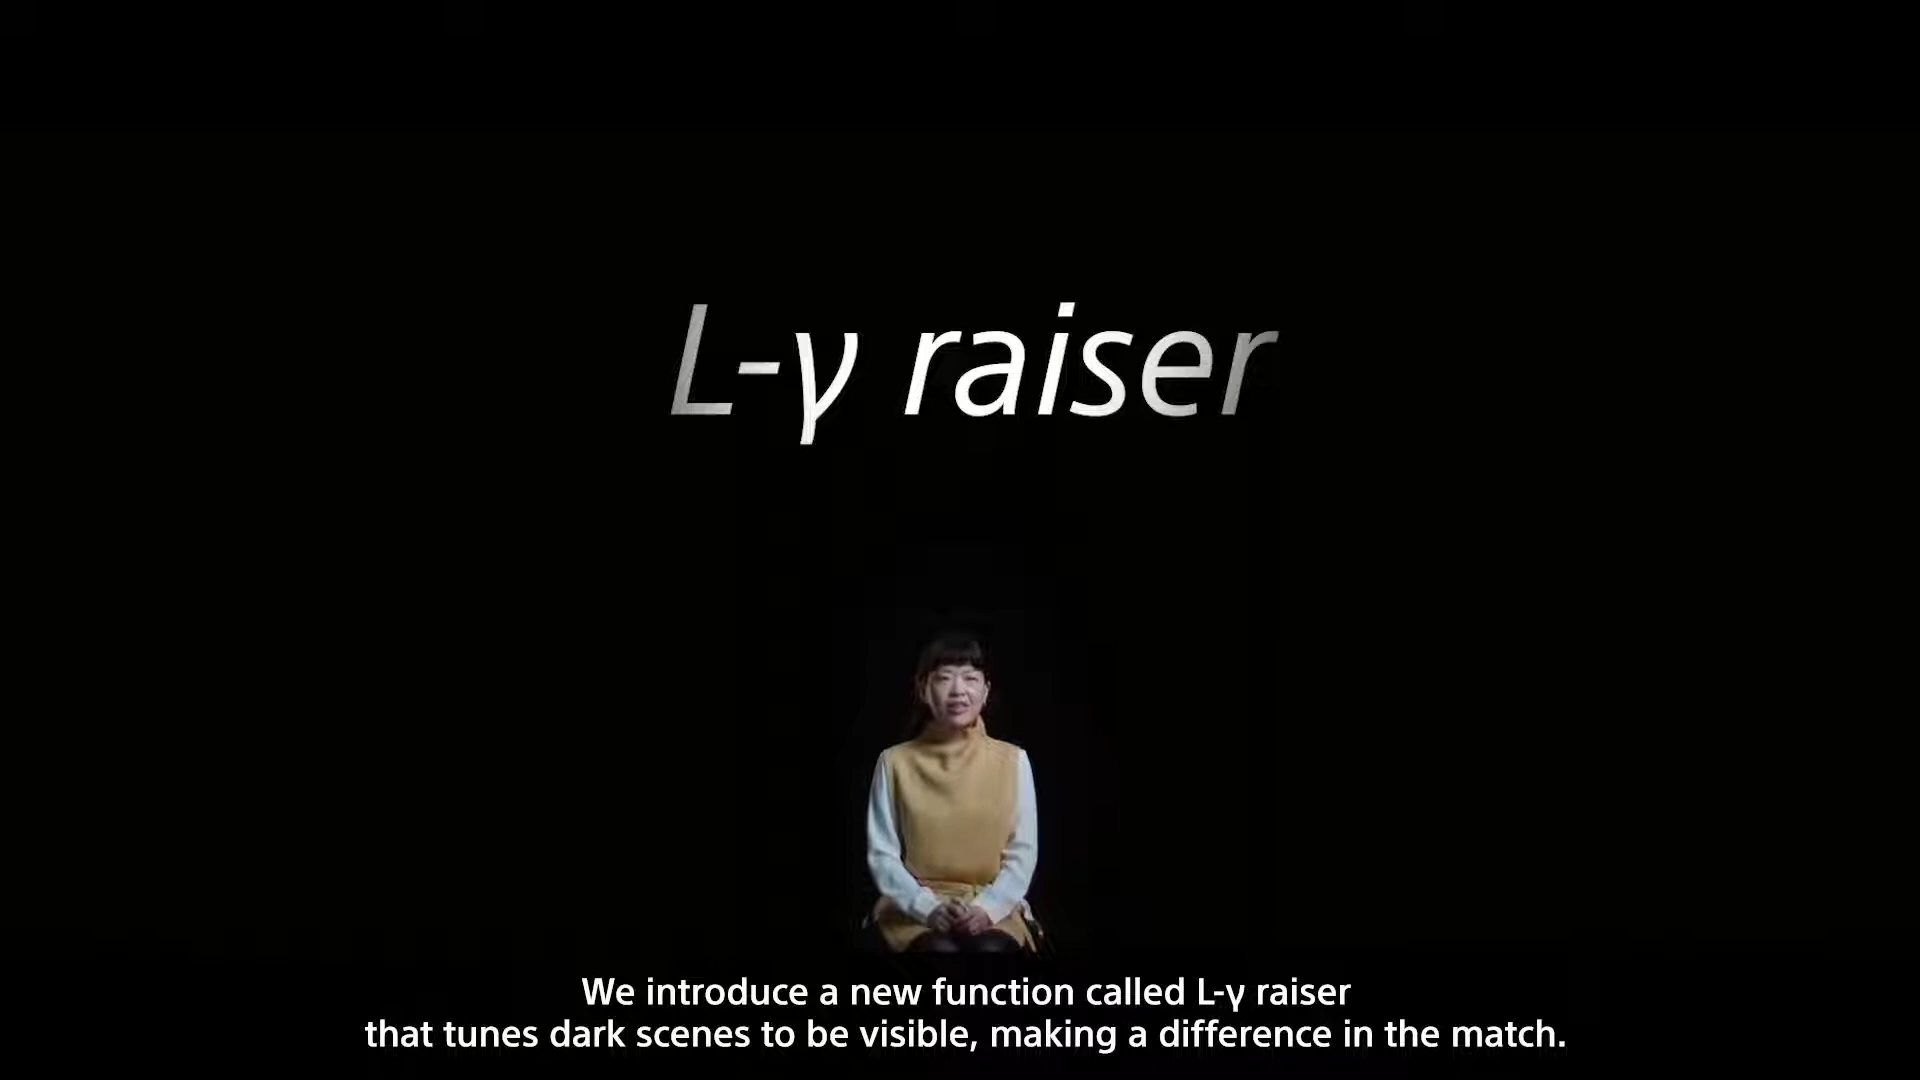 L-γ raiser
We introduce a new function called L-γ raiser
that tunes dark scenes to be visible, making a difference in the match.